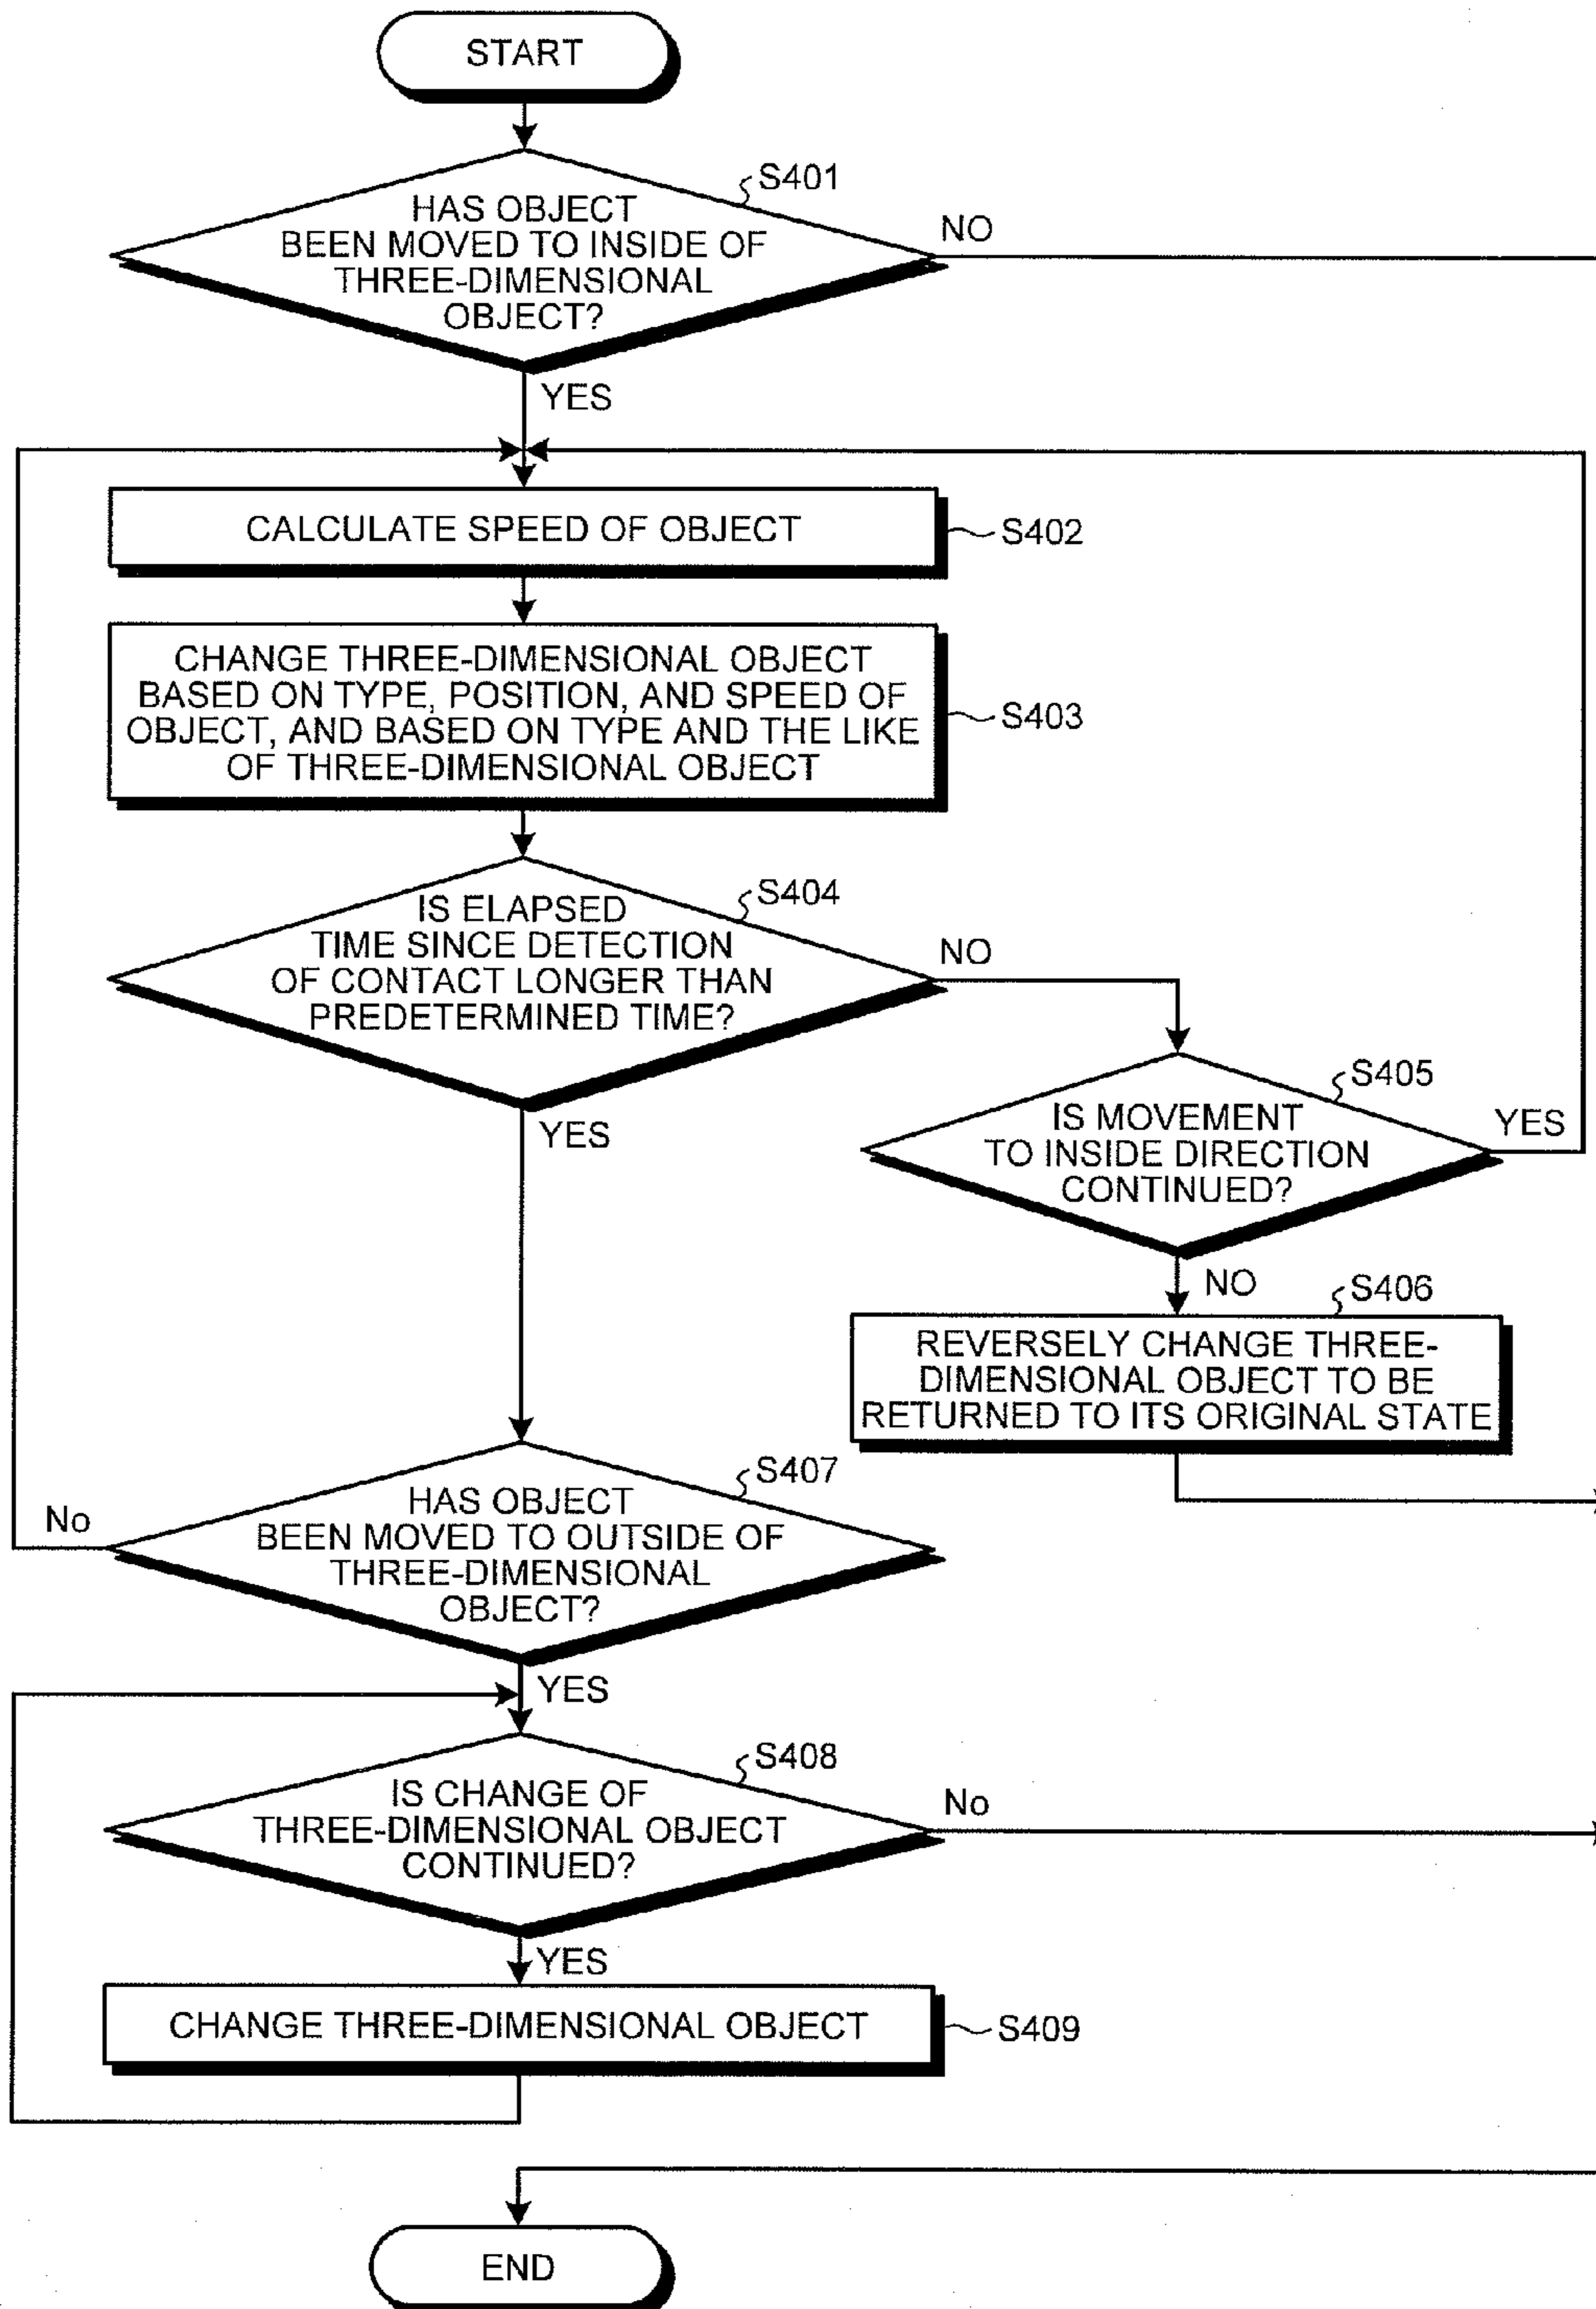 START
S401
HAS OBJECT
BEEN MOVED TO INSIDE OF
THREE-DIMENSIONAL
OBJECT?
NO
YES
CALCULATE SPEED OF OBJECT
S402
CHANGE THREE-DIMENSIONAL OBJECT
BASED ON TYPE, POSITION, AND SPEED OF
OBJECT, AND BASED ON TYPE AND THE LIKE
OF THREE-DIMENSIONAL OBJECT
S403
S404
IS ELAPSED
TIME SINCE DETECTION
OF CONTACT LONGER THAN
PREDETERMINED TIME?
NO
YES
S405
IS MOVEMENT
TO INSIDE DIRECTION
CONTINUED?
YES
NO
S406
REVERSELY CHANGE THREE-
DIMENSIONAL OBJECT TO BE
RETURNED TO ITS ORIGINAL STATE
S407
HAS OBJECT
BEEN MOVED TO OUTSIDE OF
THREE-DIMENSIONAL
OBJECT?
No
YES
S408
IS CHANGE OF
THREE-DIMENSIONAL OBJECT
CONTINUED?
No
YES
CHANGE THREE-DIMENSIONAL OBJECT
S409
END